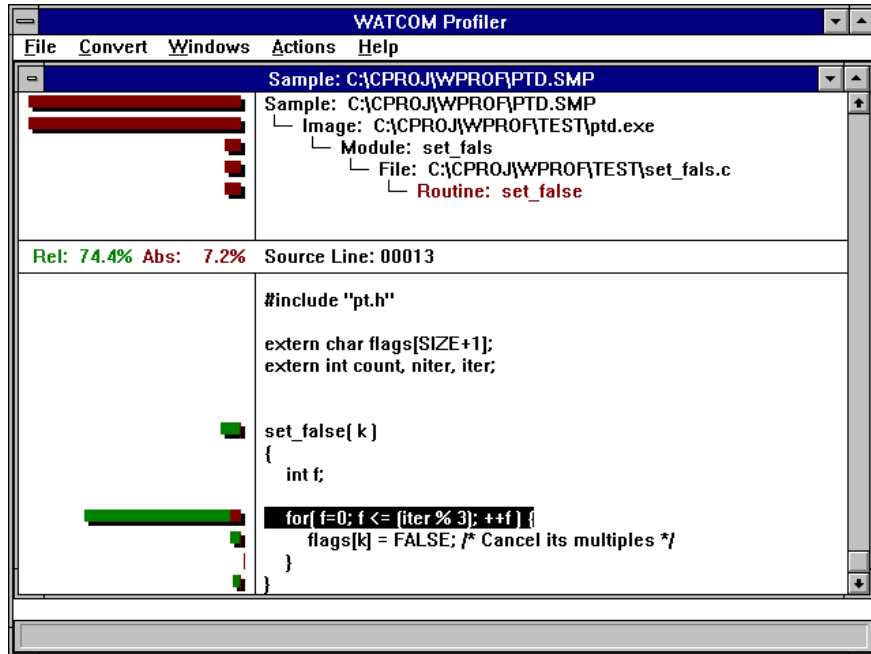 WATCOM Profiler
File Convert Windows Actions Help
Sample: C:\CPROJ\WPROF\PTD.SMP
Sample: C:\CPROJ\WPROF\PTD.SMP
Image: C:\CPROJ\WPROF\TEST\ptd.exe
Module: set_fals
File: C:\CPROJ\WPROF\TEST\set_fals.c
Routine: set_false
Rel: 74.4% Abs: 7.2% Source Line: 00013
#include "pt.h"
extern char flags[SIZE+1];
extern int count, niter, iter;
set_false( k )
{
int f;
for( f=0; f <= (iter % 3); ++f ) {
flags[k] = FALSE; /* Cancel its multiples */
}
}